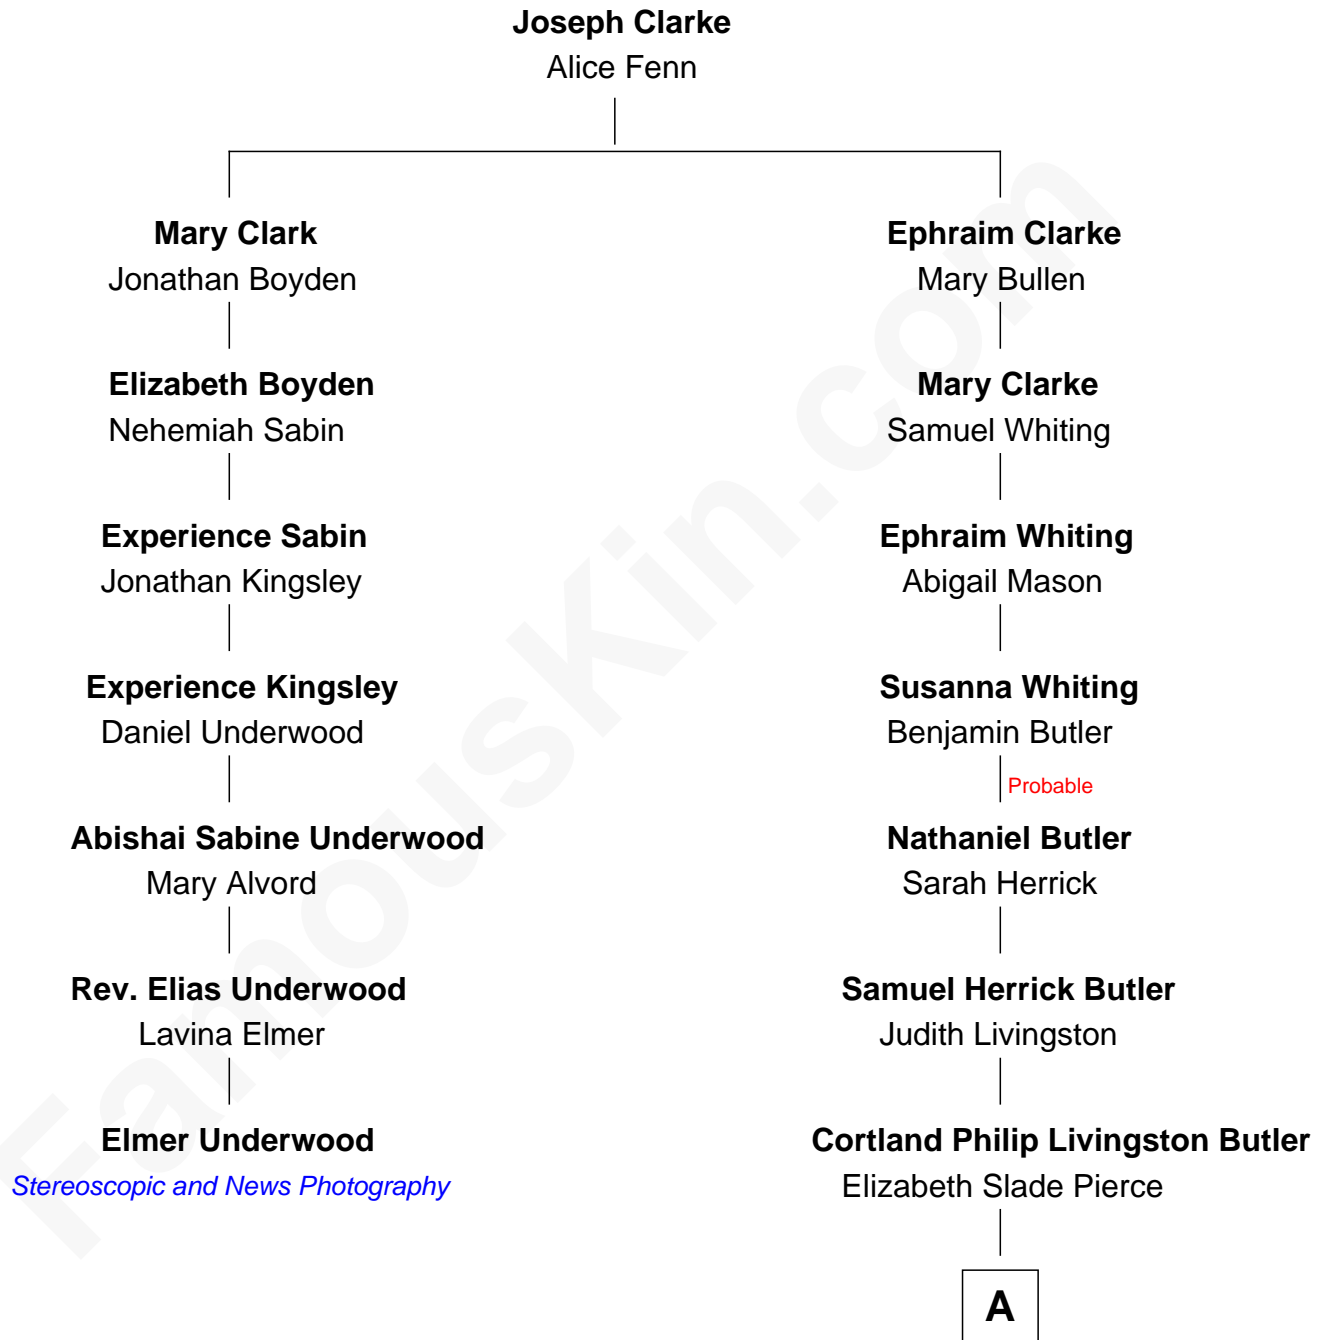 Joseph Clarke
Alice Fenn
Mary Clark
Jonathan Boyden
Elizabeth Boyden
Nehemiah Sabin
Experience Sabin
Jonathan Kingsley
Experience Kingsley
Daniel Underwood
Abishai Sabine Underwood
Mary Alvord
Rev. Elias Underwood
Lavina Elmer
Elmer Underwood
Stereoscopic and News Photography
Ephraim Clarke
Mary Bullen
Mary Clarke
Samuel Whiting
Ephraim Whiting
Abigail Mason
Susanna Whiting
Benjamin Butler
Probable
Nathaniel Butler
Sarah Herrick
Samuel Herrick Butler
Judith Livingston
Cortland Philip Livingston Butler
Elizabeth Slade Pierce
A
FamousKin.com